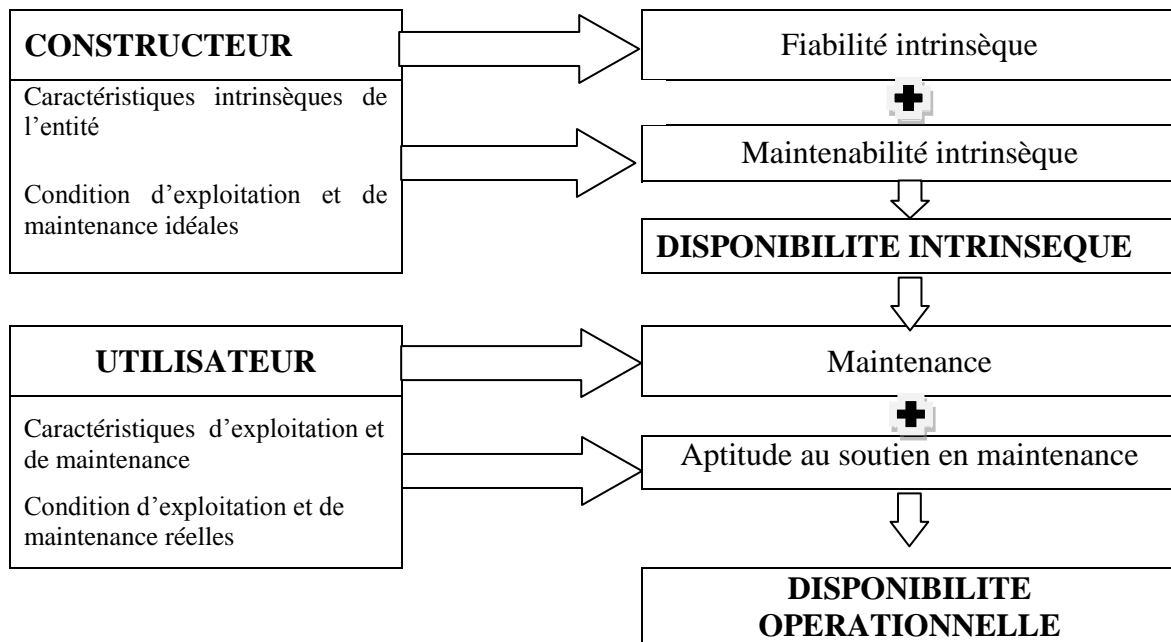 CONSTRUCTEUR
Caractéristiques intrinsèques de
l'entité
Condition d'exploitation et de
maintenance idéales
Fiabilité intrinsèque
Maintenabilité intrinsèque
DISPONIBILITE INTRINSEQUE
UTILISATEUR
Caractéristiques d'exploitation et
de maintenance
Condition d'exploitation et de
maintenance réelles
Maintenance
Aptitude au soutien en maintenance
DISPONIBILITE
OPERATIONNELLE